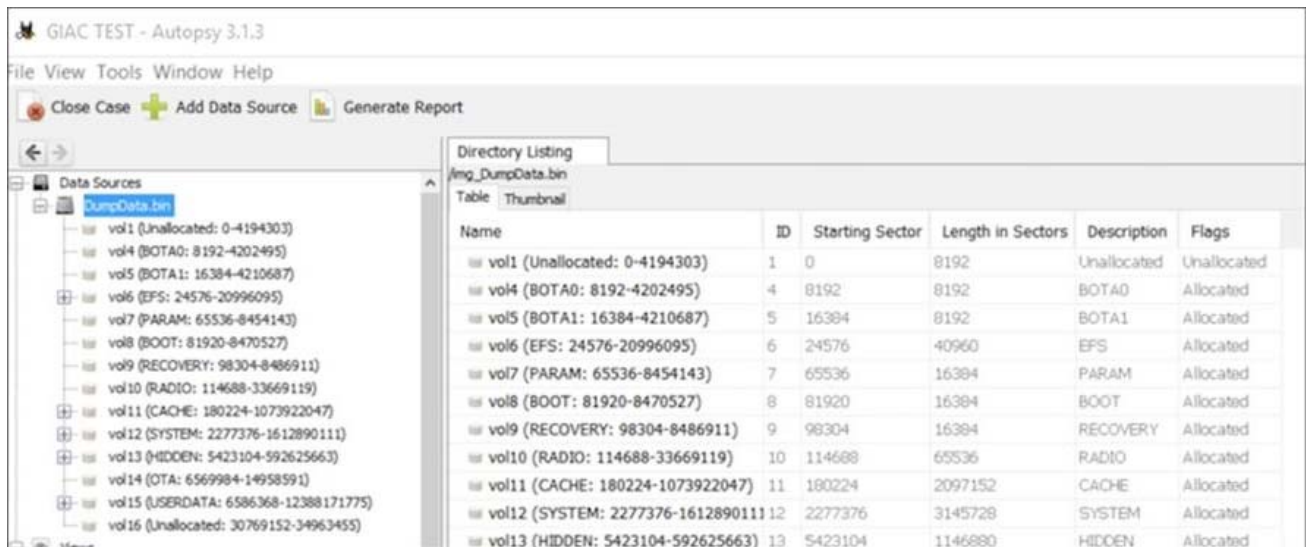 GIAC TEST - Autopsy 3.1.3
File View Tools Window Help
Close Case Add Data Source Generate Report
Directory Listing
/img_DumpData.bin
Table Thumbnail
Data Sources
DumpData.bin
vol1 (Unallocated: 0-4194303)
vol4 (BOTA0: 8192-4202495)
vol5 (BOTA1: 16384-4210687)
vol6 (EFS: 24576-20996095)
vol7 (PARAM: 65536-8454143)
vol8 (BOOT: 81920-8470527)
vol9 (RECOVERY: 98304-8486911)
vol10 (RADIO: 114688-33669119)
vol11 (CACHE: 180224-1073922047)
vol12 (SYSTEM: 2277376-1612890111)
vol13 (HIDDEN: 5423104-592625663)
vol14 (OTA: 6569984-14958591)
vol15 (USERDATA: 6586368-12388171775)
vol16 (Unallocated: 30769152-34963455)
Views
Name ID Starting Sector Length in Sectors Description Flags
vol1 (Unallocated: 0-4194303) 1 0 8192 Unallocated Unallocated
vol4 (BOTA0: 8192-4202495) 4 8192 8192 BOTA0 Allocated
vol5 (BOTA1: 16384-4210687) 5 16384 8192 BOTA1 Allocated
vol6 (EFS: 24576-20996095) 6 24576 40960 EFS Allocated
vol7 (PARAM: 65536-8454143) 7 65536 16384 PARAM Allocated
vol8 (BOOT: 81920-8470527) 8 81920 16384 BOOT Allocated
vol9 (RECOVERY: 98304-8486911) 9 98304 16384 RECOVERY Allocated
vol10 (RADIO: 114688-33669119) 10 114688 65536 RADIO Allocated
vol11 (CACHE: 180224-1073922047) 11 180224 2097152 CACHE Allocated
vol12 (SYSTEM: 2277376-1612890111 12 2277376 3145728 SYSTEM Allocated
vol13 (HIDDEN: 5423104-592625663) 13 5423104 1146880 HIDDEN Allocated